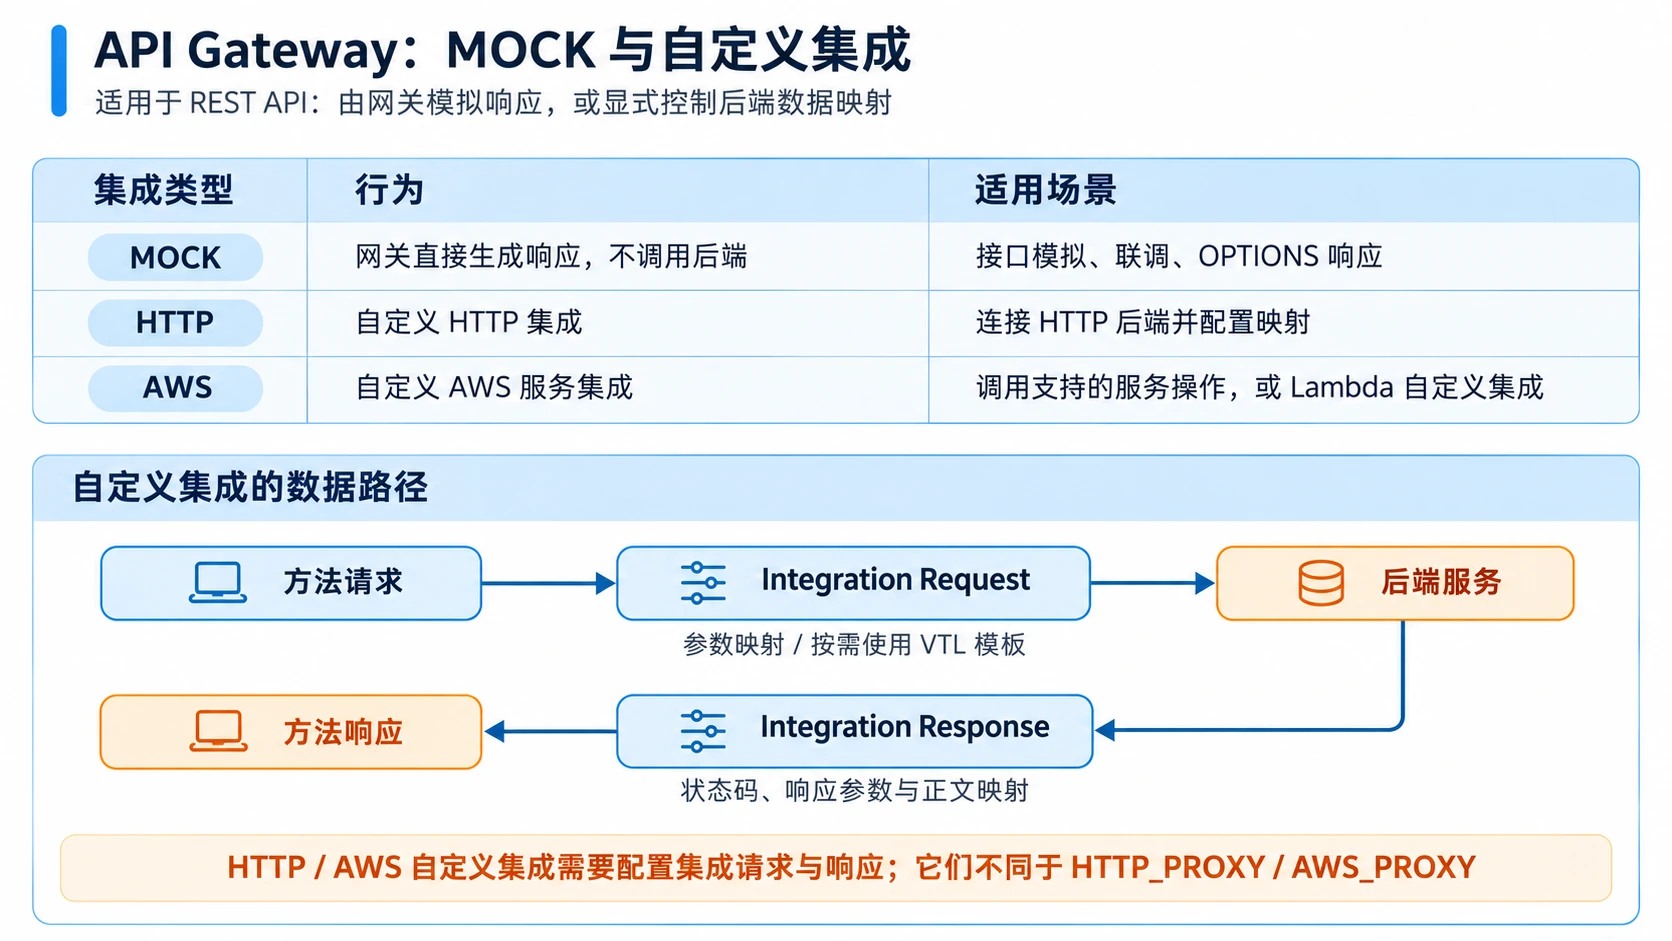 API Gateway：MOCK 与自定义集成
适用于 REST API：由网关模拟响应，或显式控制后端数据映射
集成类型 行为 适用场景
MOCK 网关直接生成响应，不调用后端 接口模拟、联调、OPTIONS 响应
HTTP 自定义 HTTP 集成 连接 HTTP 后端并配置映射
AWS 自定义 AWS 服务集成 调用支持的服务操作，或 Lambda 自定义集成
自定义集成的数据路径
方法请求 Integration Request 后端服务
参数映射 / 按需使用 VTL 模板
方法响应 Integration Response
状态码、响应参数与正文映射
HTTP / AWS 自定义集成需要配置集成请求与响应；它们不同于 HTTP_PROXY / AWS_PROXY